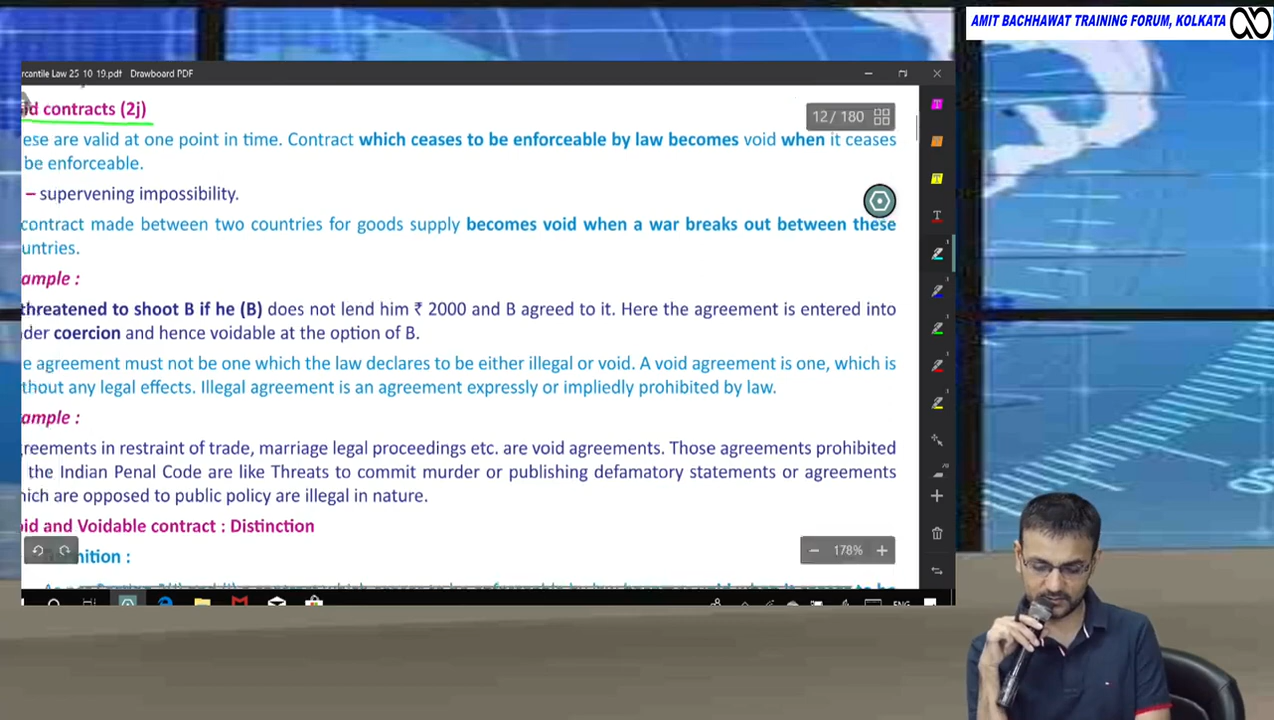 AMIT BACHHAWAT TRAINING FORUM, KOLKATA
rcantile Law 25 10 19.pdf Drawboard PDF
id contracts (2j)
12 / 180
ese are valid at one point in time. Contract which ceases to be enforceable by law becomes void when it ceases
be enforceable.
– supervening impossibility.
contract made between two countries for goods supply becomes void when a war breaks out between these
untries.
ample :
threatened to shoot B if he (B) does not lend him ₹ 2000 and B agreed to it. Here the agreement is entered into
der coercion and hence voidable at the option of B.
e agreement must not be one which the law declares to be either illegal or void. A void agreement is one, which is
thout any legal effects. Illegal agreement is an agreement expressly or impliedly prohibited by law.
ample :
reements in restraint of trade, marriage legal proceedings etc. are void agreements. Those agreements prohibited
the Indian Penal Code are like Threats to commit murder or publishing defamatory statements or agreements
hich are opposed to public policy are illegal in nature.
oid and Voidable contract : Distinction
nition :
178%
ENG